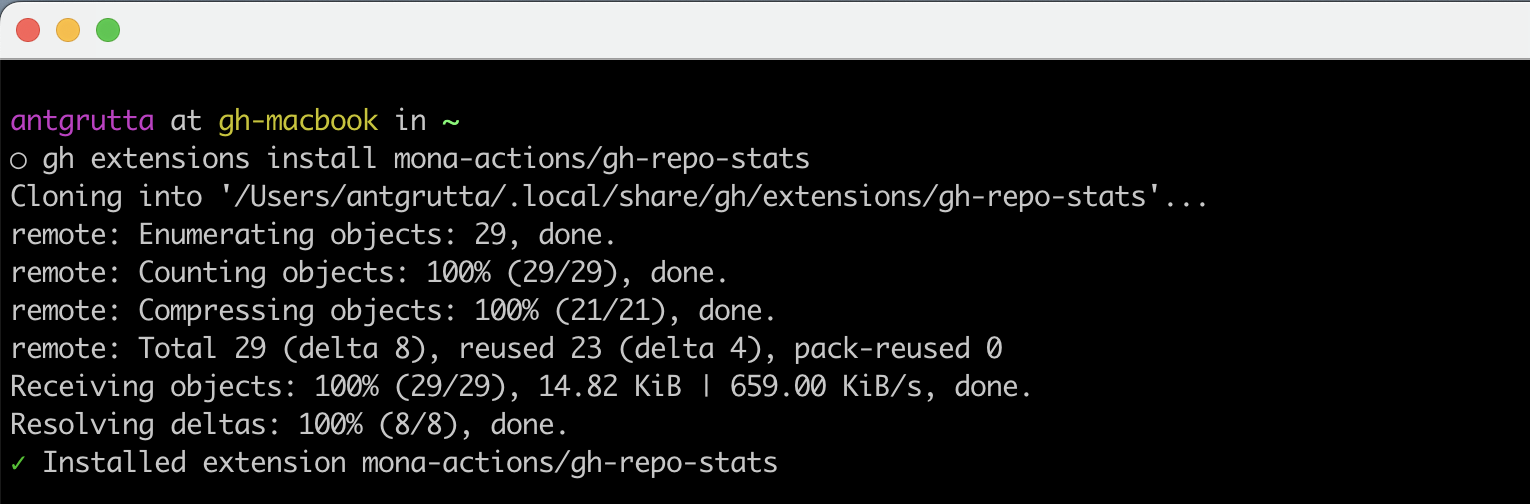 antgrutta at gh-macbook in ~
○ gh extensions install mona-actions/gh-repo-stats
Cloning into '/Users/antgrutta/.local/share/gh/extensions/gh-repo-stats'...
remote: Enumerating objects: 29, done.
remote: Counting objects: 100% (29/29), done.
remote: Compressing objects: 100% (21/21), done.
remote: Total 29 (delta 8), reused 23 (delta 4), pack-reused 0
Receiving objects: 100% (29/29), 14.82 KiB | 659.00 KiB/s, done.
Resolving deltas: 100% (8/8), done.
✓ Installed extension mona-actions/gh-repo-stats